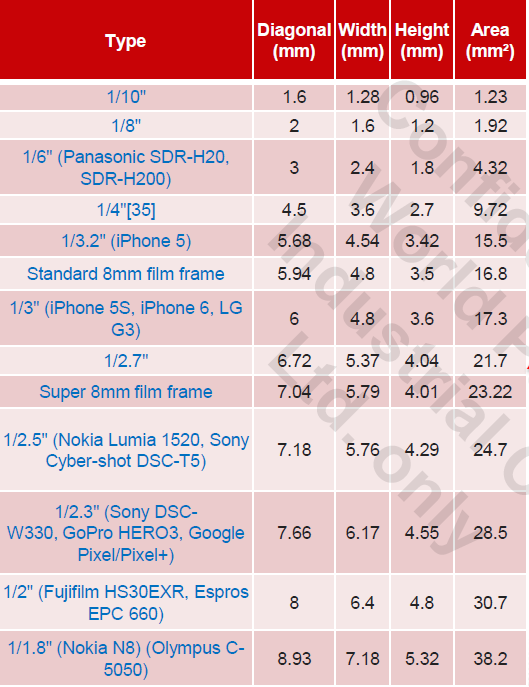 Type Diagonal (mm) Width (mm) Height (mm) Area (mm²)
1/10" 1.6 1.28 0.96 1.23
1/8" 2 1.6 1.2 1.92
1/6" (Panasonic SDR-H20,
SDR-H200) 3 2.4 1.8 4.32
1/4"[35] 4.5 3.6 2.7 9.72
1/3.2" (iPhone 5) 5.68 4.54 3.42 15.5
Standard 8mm film frame 5.94 4.8 3.5 16.8
1/3" (iPhone 5S, iPhone 6, LG
G3) 6 4.8 3.6 17.3
1/2.7" 6.72 5.37 4.04 21.7
Super 8mm film frame 7.04 5.79 4.01 23.22
1/2.5" (Nokia Lumia 1520, Sony
Cyber-shot DSC-T5) 7.18 5.76 4.29 24.7
1/2.3" (Sony DSC-
W330, GoPro HERO3, Google
Pixel/Pixel+) 7.66 6.17 4.55 28.5
1/2" (Fujifilm HS30EXR, Espros
EPC 660) 8 6.4 4.8 30.7
1/1.8" (Nokia N8) (Olympus C-
5050) 8.93 7.18 5.32 38.2
World
Industrial
Ltd. only